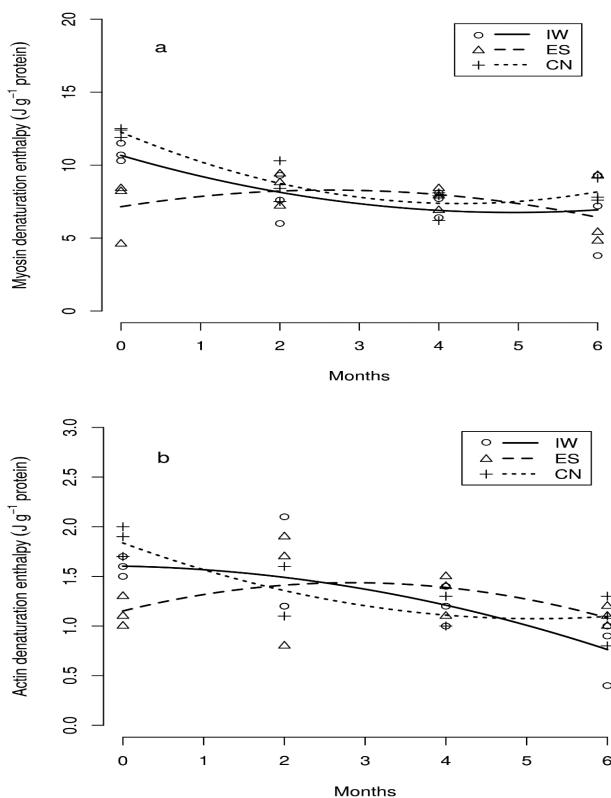 a
IW
ES
CN
Myosin denaturation enthalpy (J g⁻¹ protein)
20
15
10
5
0
0 1 2 3 4 5 6
Months
b
IW
ES
CN
Actin denaturation enthalpy (J g⁻¹ protein)
3.0
2.5
2.0
1.5
1.0
0.5
0.0
0 1 2 3 4 5 6
Months